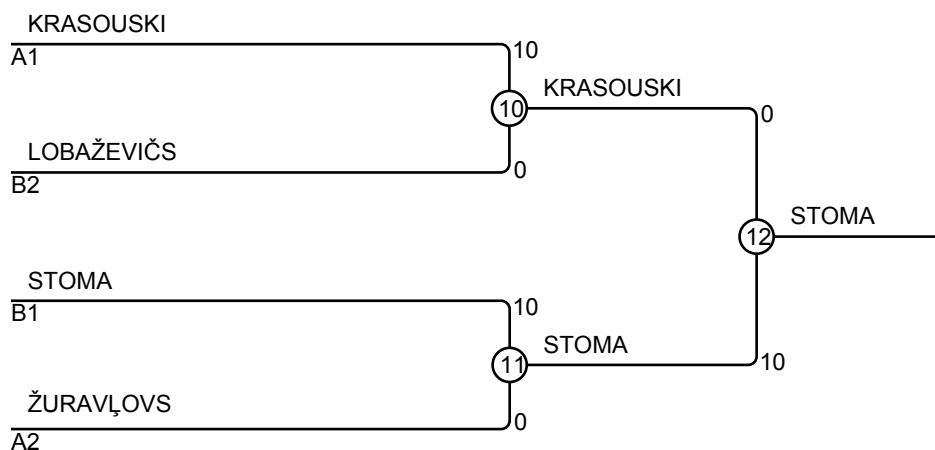 KRASOUSKI
A1
10
10
KRASOUSKI
0
LOBAŽEVIČS
B2
0
12
STOMA
STOMA
B1
10
11
STOMA
10
ŽURAVĻOVS
A2
0